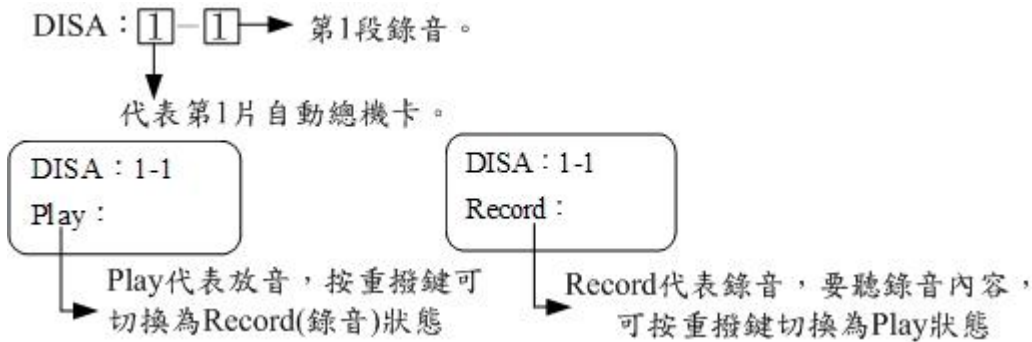 DISA：1－1 第1段錄音。
代表第1片自動總機卡。
DISA：1-1
Play：
DISA：1-1
Record：
Play代表放音，按重撥鍵可
切換為Record(錄音)狀態
Record代表錄音，要聽錄音內容，
可按重撥鍵切換為Play狀態